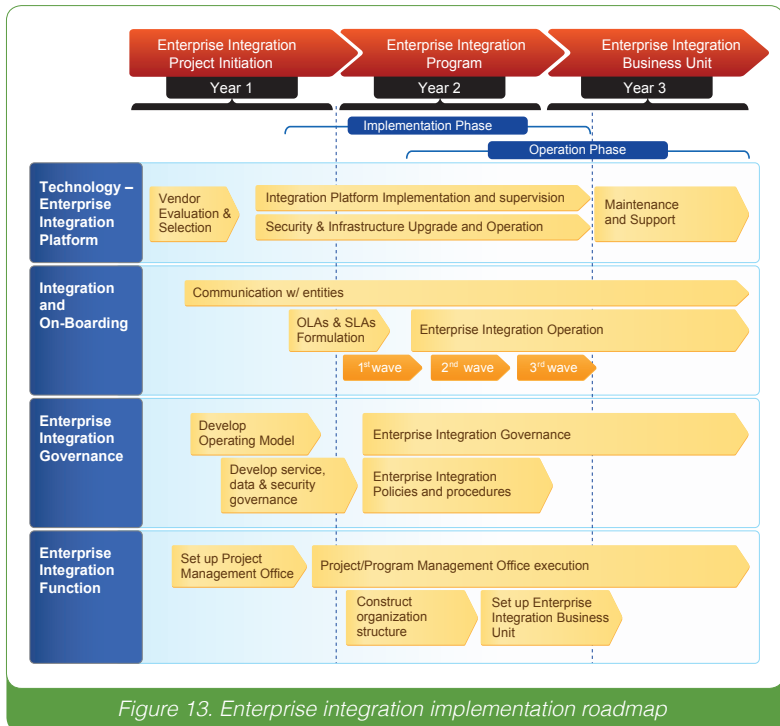 Enterprise Integration
Project Initiation
Enterprise Integration
Program
Enterprise Integration
Business Unit
Year 1
Year 2
Year 3
Implementation Phase
Operation Phase
Technology –
Enterprise
Integration
Platform
Vendor
Evaluation &
Selection
Integration Platform Implementation and supervision
Security & Infrastructure Upgrade and Operation
Maintenance
and Support
Integration
and
On-Boarding
Communication w/ entities
OLAs & SLAs
Formulation
Enterprise Integration Operation
1st wave
2nd wave
3rd wave
Enterprise
Integration
Governance
Develop
Operating Model
Enterprise Integration Governance
Develop service,
data & security
governance
Enterprise Integration
Policies and procedures
Enterprise
Integration
Function
Set up Project
Management Office
Project/Program Management Office execution
Construct
organization
structure
Set up Enterprise
Integration Business
Unit
Figure 13. Enterprise integration implementation roadmap